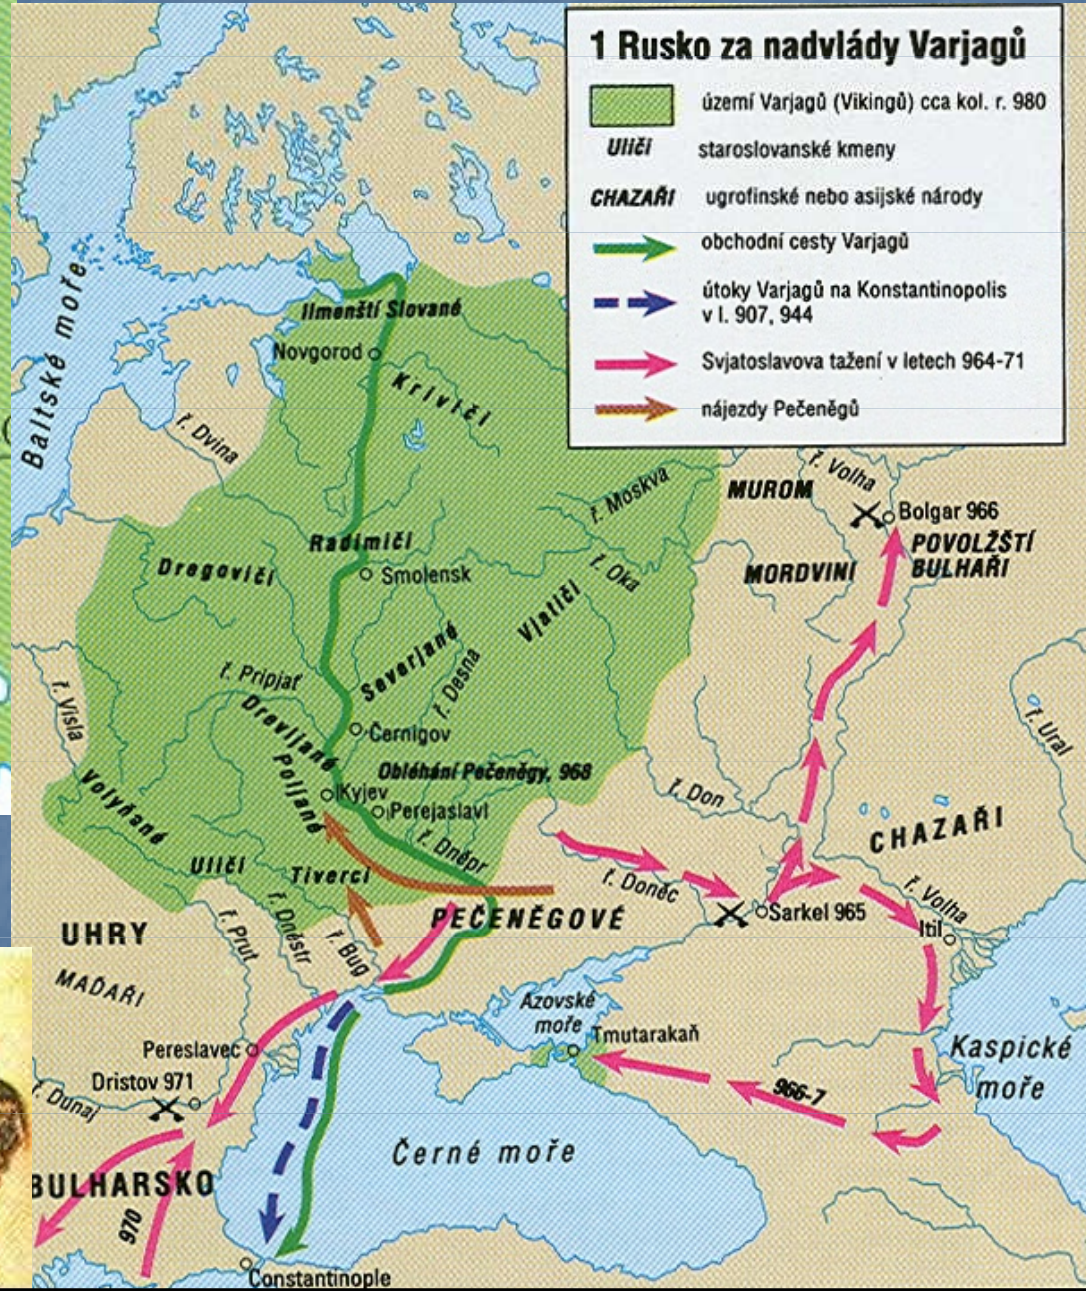 1 Rusko za nadvlády Varjagů
území Varjagů (Vikingů) cca kol. r. 980
Uliči
staroslovanské kmeny
CHAZAŘI
ugrofinské nebo asijské národy
obchodní cesty Varjagů
útoky Varjagů na Konstantinopolis
v l. 907, 944
Svjatoslavova tažení v letech 964-71
nájezdy Pečeněgů
Baltské moře
Ilmenští Slované
Novgorod
Kriviči
ř. Dvina
ř. Moskva
MUROM
ř. Volha
Bolgar 966
POVOLŽŠTÍ
BULHAŘI
MORDVINI
Radimiči
Dregoviči
Smolensk
ř. Oka
Vjatiči
Severjané
ř. Desna
ř. Pripjať
ř. Visla
Drevljané
Černigov
ř. Ural
Obléhání Pečeněgy, 968
Poljané
Kyjev
Perejaslavl
Volyňané
ř. Don
CHAZAŘI
ř. Dněpr
Uliči
Tiverci
ř. Doněc
ř. Volha
Sarkel 965
Itil
PEČENĚGOVÉ
UHRY
ř. Prut
ř. Dněstr
ř. Bug
MAĎAŘI
Azovské
moře
Tmutarakaň
Pereslavec
Kaspické
moře
Dristov 971
ř. Dunaj
966-7
Černé moře
BULHARSKO
970
Constantinople